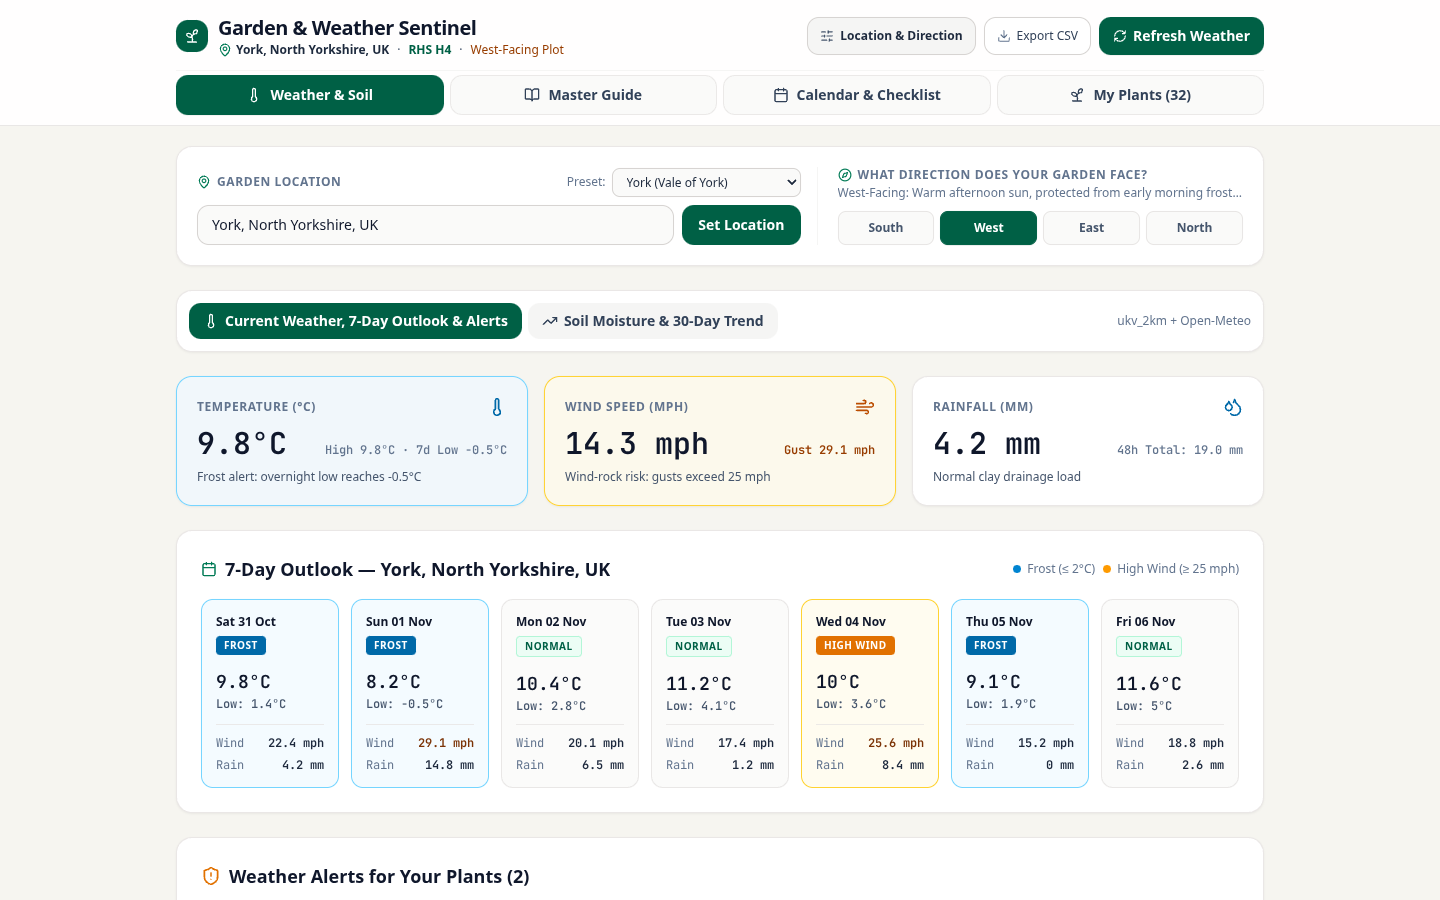 Garden & Weather Sentinel
York, North Yorkshire, UK · RHS H4 · West-Facing Plot
Location & Direction
Export CSV
Refresh Weather
Weather & Soil
Master Guide
Calendar & Checklist
My Plants (32)
GARDEN LOCATION
Preset:
York (Vale of York)
York, North Yorkshire, UK
Set Location
WHAT DIRECTION DOES YOUR GARDEN FACE?
West-Facing: Warm afternoon sun, protected from early morning frost...
South
West
East
North
Current Weather, 7-Day Outlook & Alerts
Soil Moisture & 30-Day Trend
ukv_2km + Open-Meteo
TEMPERATURE (°C)
9.8°C
High 9.8°C · 7d Low -0.5°C
Frost alert: overnight low reaches -0.5°C
WIND SPEED (MPH)
14.3 mph
Gust 29.1 mph
Wind-rock risk: gusts exceed 25 mph
RAINFALL (MM)
4.2 mm
48h Total: 19.0 mm
Normal clay drainage load
7-Day Outlook — York, North Yorkshire, UK
Frost (≤ 2°C)
High Wind (≥ 25 mph)
Sat 31 Oct
FROST
9.8°C
Low: 1.4°C
Wind 22.4 mph
Rain 4.2 mm
Sun 01 Nov
FROST
8.2°C
Low: -0.5°C
Wind 29.1 mph
Rain 14.8 mm
Mon 02 Nov
NORMAL
10.4°C
Low: 2.8°C
Wind 20.1 mph
Rain 6.5 mm
Tue 03 Nov
NORMAL
11.2°C
Low: 4.1°C
Wind 17.4 mph
Rain 1.2 mm
Wed 04 Nov
HIGH WIND
10°C
Low: 3.6°C
Wind 25.6 mph
Rain 8.4 mm
Thu 05 Nov
FROST
9.1°C
Low: 1.9°C
Wind 15.2 mph
Rain 0 mm
Fri 06 Nov
NORMAL
11.6°C
Low: 5°C
Wind 18.8 mph
Rain 2.6 mm
Weather Alerts for Your Plants (2)